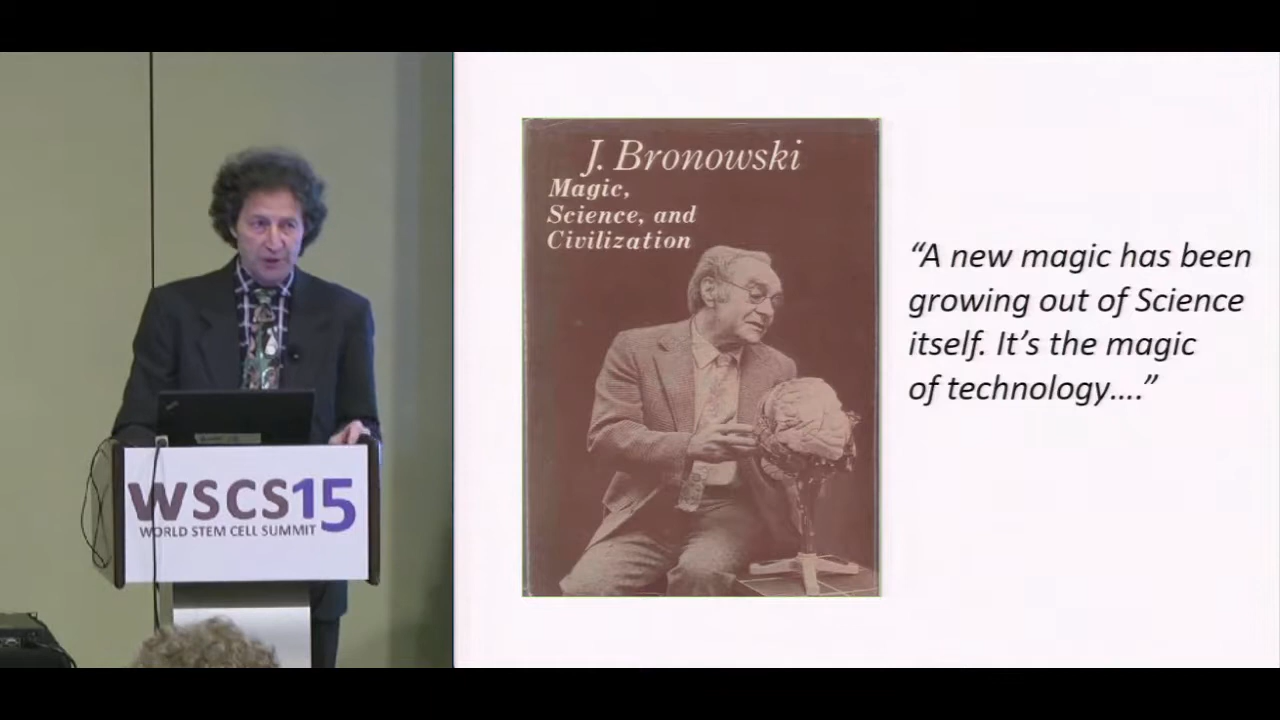 J. Bronowski
Magic,
Science, and
Civilization
“A new magic has been
growing out of Science
itself. It’s the magic
of technology....”
WSCS15
WORLD STEM CELL SUMMIT